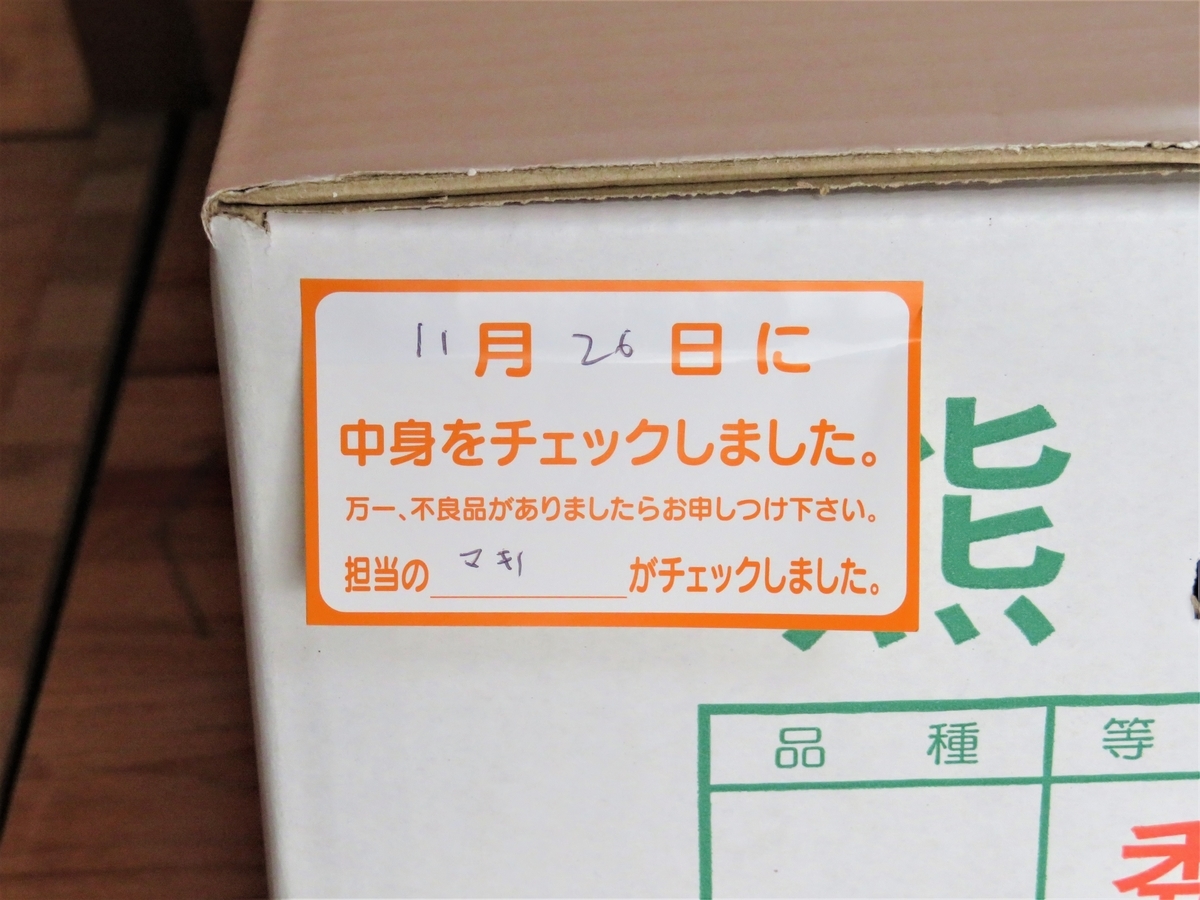 11月26日に
中身をチェックしました。
万一、不良品がありましたらお申しつけ下さい。
担当の マキ がチェックしました。
熊
品種 等